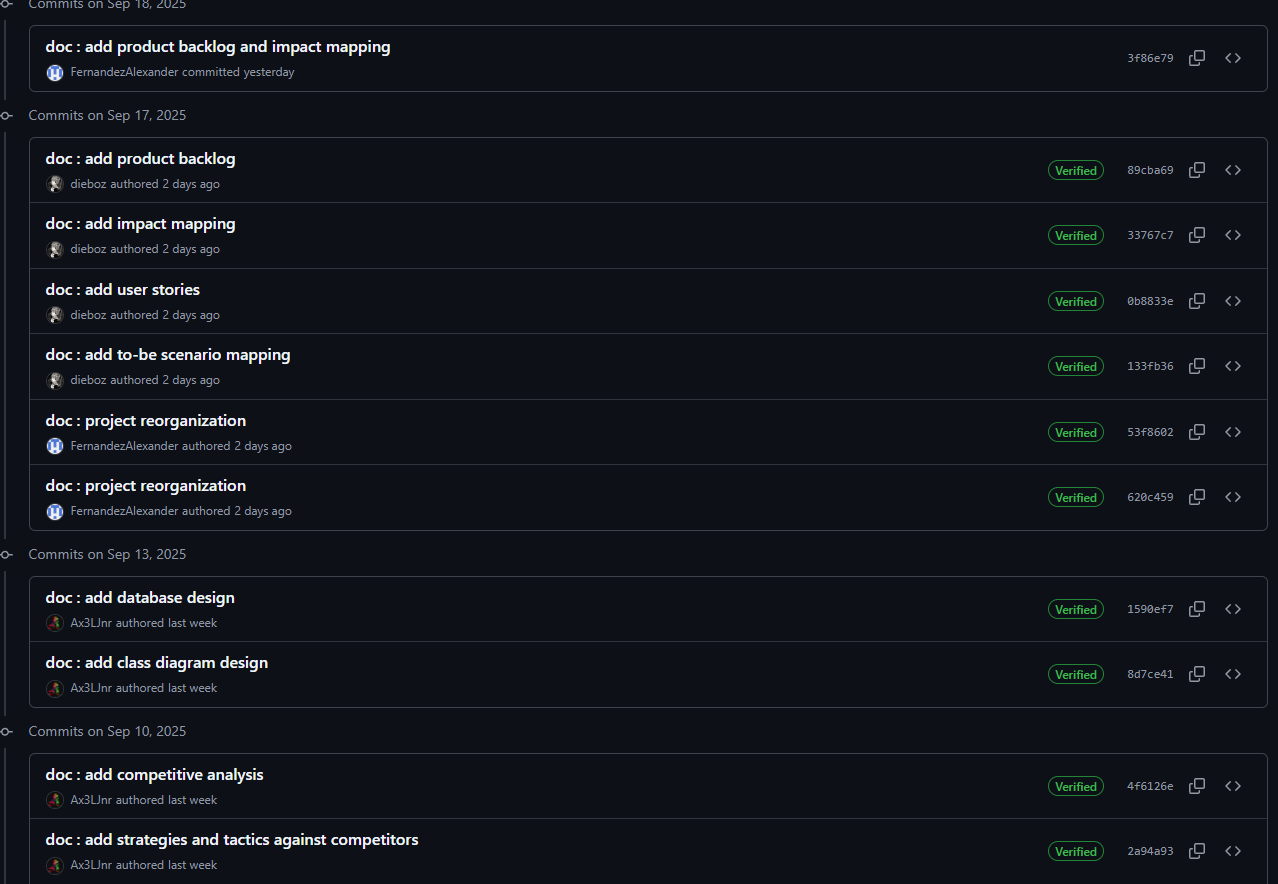 Commits on Sep 18, 2025
doc : add product backlog and impact mapping
FernandezAlexander committed yesterday
3f86e79
Commits on Sep 17, 2025
doc : add product backlog
dieboz authored 2 days ago
Verified
89cba69
doc : add impact mapping
dieboz authored 2 days ago
Verified
33767c7
doc : add user stories
dieboz authored 2 days ago
Verified
0b8833e
doc : add to-be scenario mapping
dieboz authored 2 days ago
Verified
133fb36
doc : project reorganization
FernandezAlexander authored 2 days ago
Verified
53f8602
doc : project reorganization
FernandezAlexander authored 2 days ago
Verified
620c459
Commits on Sep 13, 2025
doc : add database design
Ax3LJnr authored last week
Verified
1590ef7
doc : add class diagram design
Ax3LJnr authored last week
Verified
8d7ce41
Commits on Sep 10, 2025
doc : add competitive analysis
Ax3LJnr authored last week
Verified
4f6126e
doc : add strategies and tactics against competitors
Ax3LJnr authored last week
Verified
2a94a93